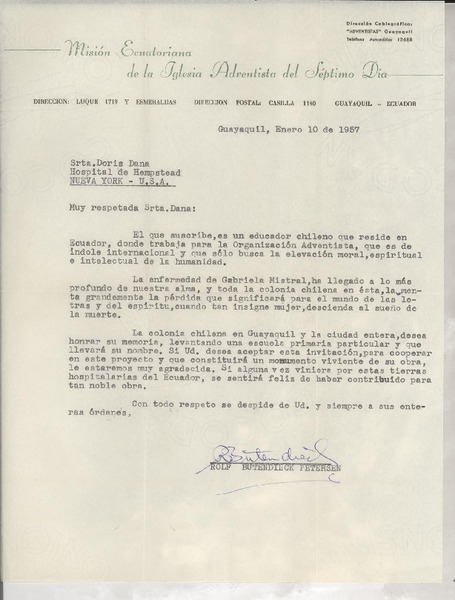 Dirección Cablegráfica:
"ADVENTISTAS" Guayaquil
Teléfono Automático 13688
Misión Ecuatoriana
de la Iglesia Adventista del Séptimo Día
DIRECCION: LUQUE 1719 Y ESMERALDAS DIRECCION POSTAL: CASILLA 1140 GUAYAQUIL - ECUADOR
Guayaquil, Enero 10 de 1957
Srta.Doris Dana
Hospital de Hempstead
NUEVA YORK - U.S.A.
Muy respetada Srta.Dana:
El que suscribe,es un educador chileno que reside en
Ecuador, donde trabaja para la Organización Adventista, que es de
índole internacional y que sólo busca la elevación moral,espiritual
e intelectual de la humanidad.
La enfermedad de Gabriela Mistral,ha llegado a lo más
profundo de nuestra alma, y toda la colonia chilena en ésta,la,men-
ta grandemente la pérdida que significará para el mundo de las le-
tras y del espíritu,cuando tan insigne mujer,descienda al sueño de
la muerte.
La colonia chilena en Guayaquil y la ciudad entera,desea
honrar su memoria, levantando una escuela primaria particular y que
llevará su nombre. Si Ud. desea aceptar esta invitación,para cooperar
en este proyecto y que constituirá un monumento viviente de su obra,
le estaremos muy agradecida. Si alguna vez viniera por estas tierras
hospitalarias del Ecuador, se sentirá feliz de haber contribuído para
tan noble obra.
Con todo respeto se despide de Ud. y siempre a sus ente-
ras órdenes,
RButendieck
ROLF BUTENDIECK PETERSEN